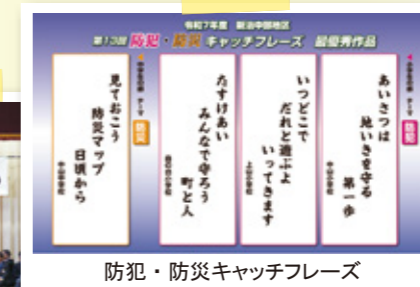 令和7年度 新治中部地区
第13回 防犯・防災 キャッチフレーズ 最優秀作品
防犯
あいさつは
地いきを守る
第一歩
いつどこで
だれと遊ぶよ
いってきます
たすけあい
みんなで守ろう
町と人
防災
見ておこう
防災マップ
日頃から
防犯・防災キャッチフレーズ